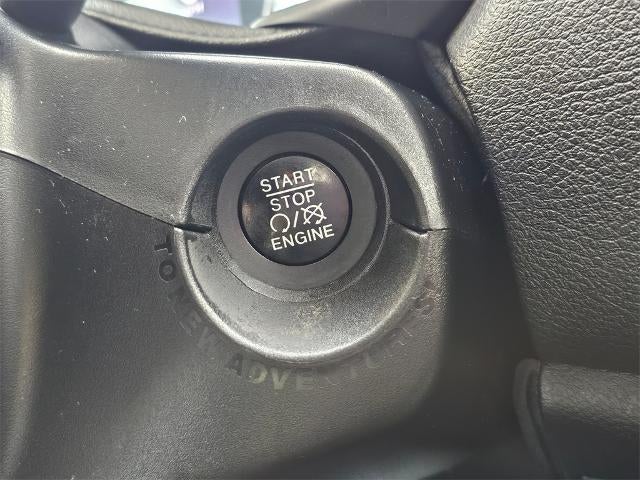 START
STOP
ENGINE
TO NEW ADVENTURES!